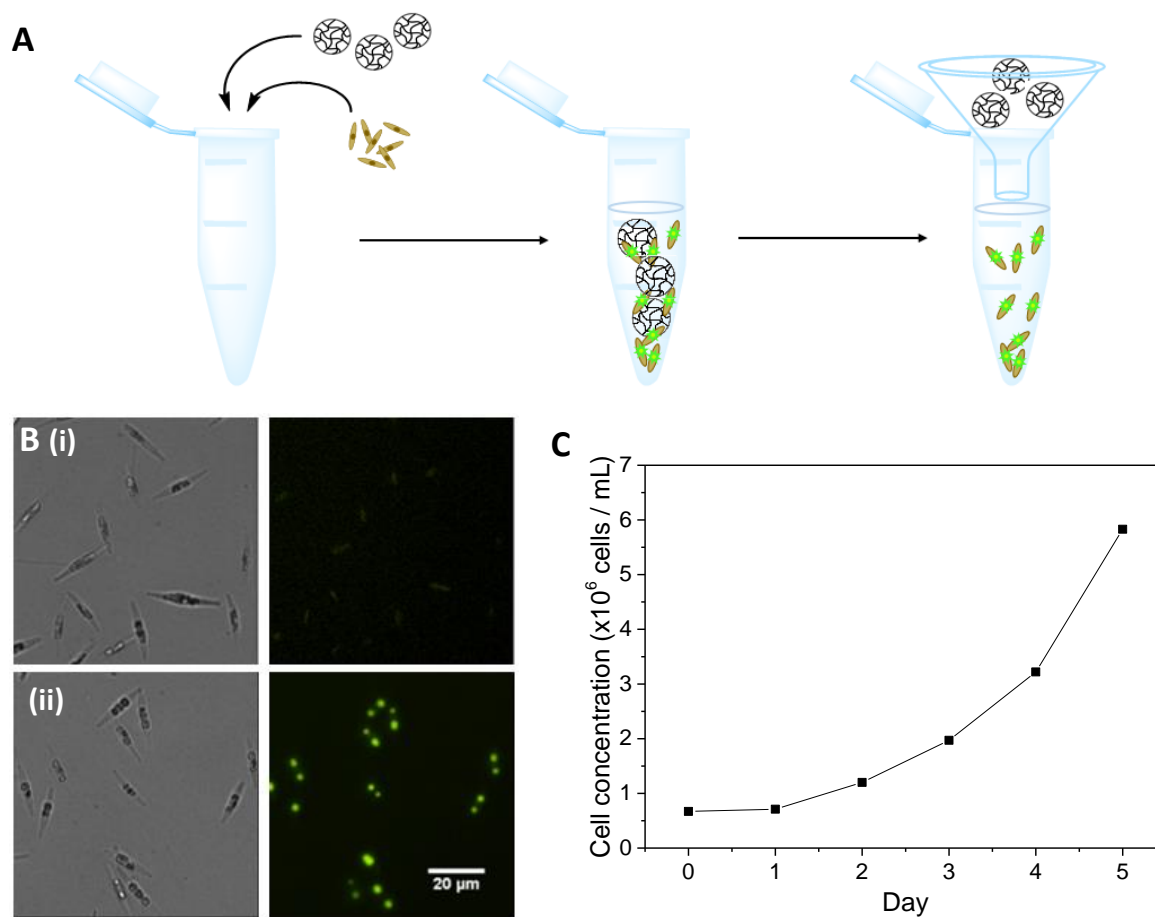 A
B (i)
(ii)
20 µm
C
Cell concentration (x10⁶ cells / mL)
7
6
5
4
3
2
1
0
0 1 2 3 4 5
Day